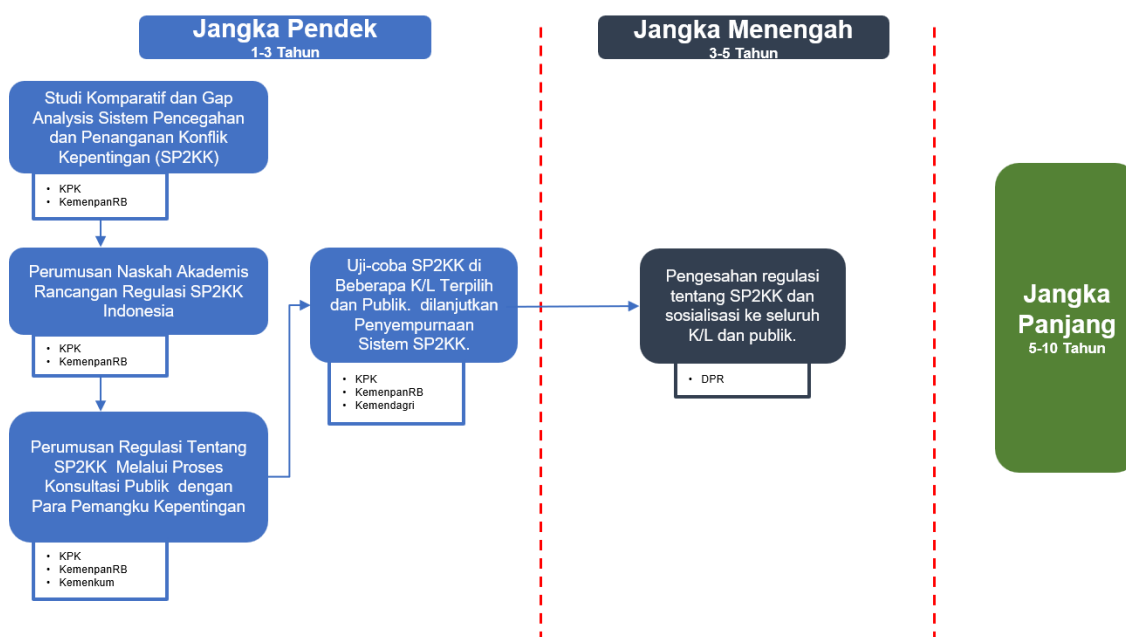 Jangka Pendek
1-3 Tahun
Studi Komparatif dan Gap
Analysis Sistem Pencegahan
dan Penanganan Konflik
Kepentingan (SP2KK)
• KPK
• KemenpanRB
Perumusan Naskah Akademis
Rancangan Regulasi SP2KK
Indonesia
• KPK
• KemenpanRB
Perumusan Regulasi Tentang
SP2KK Melalui Proses
Konsultasi Publik dengan
Para Pemangku Kepentingan
• KPK
• KemenpanRB
• Kemenkum
Uji-coba SP2KK di
Beberapa K/L Terpilih
dan Publik. dilanjutkan
Penyempurnaan
Sistem SP2KK.
• KPK
• KemenpanRB
• Kemendagri
Jangka Menengah
3-5 Tahun
Pengesahan regulasi
tentang SP2KK dan
sosialisasi ke seluruh
K/L dan publik.
• DPR
Jangka
Panjang
5-10 Tahun